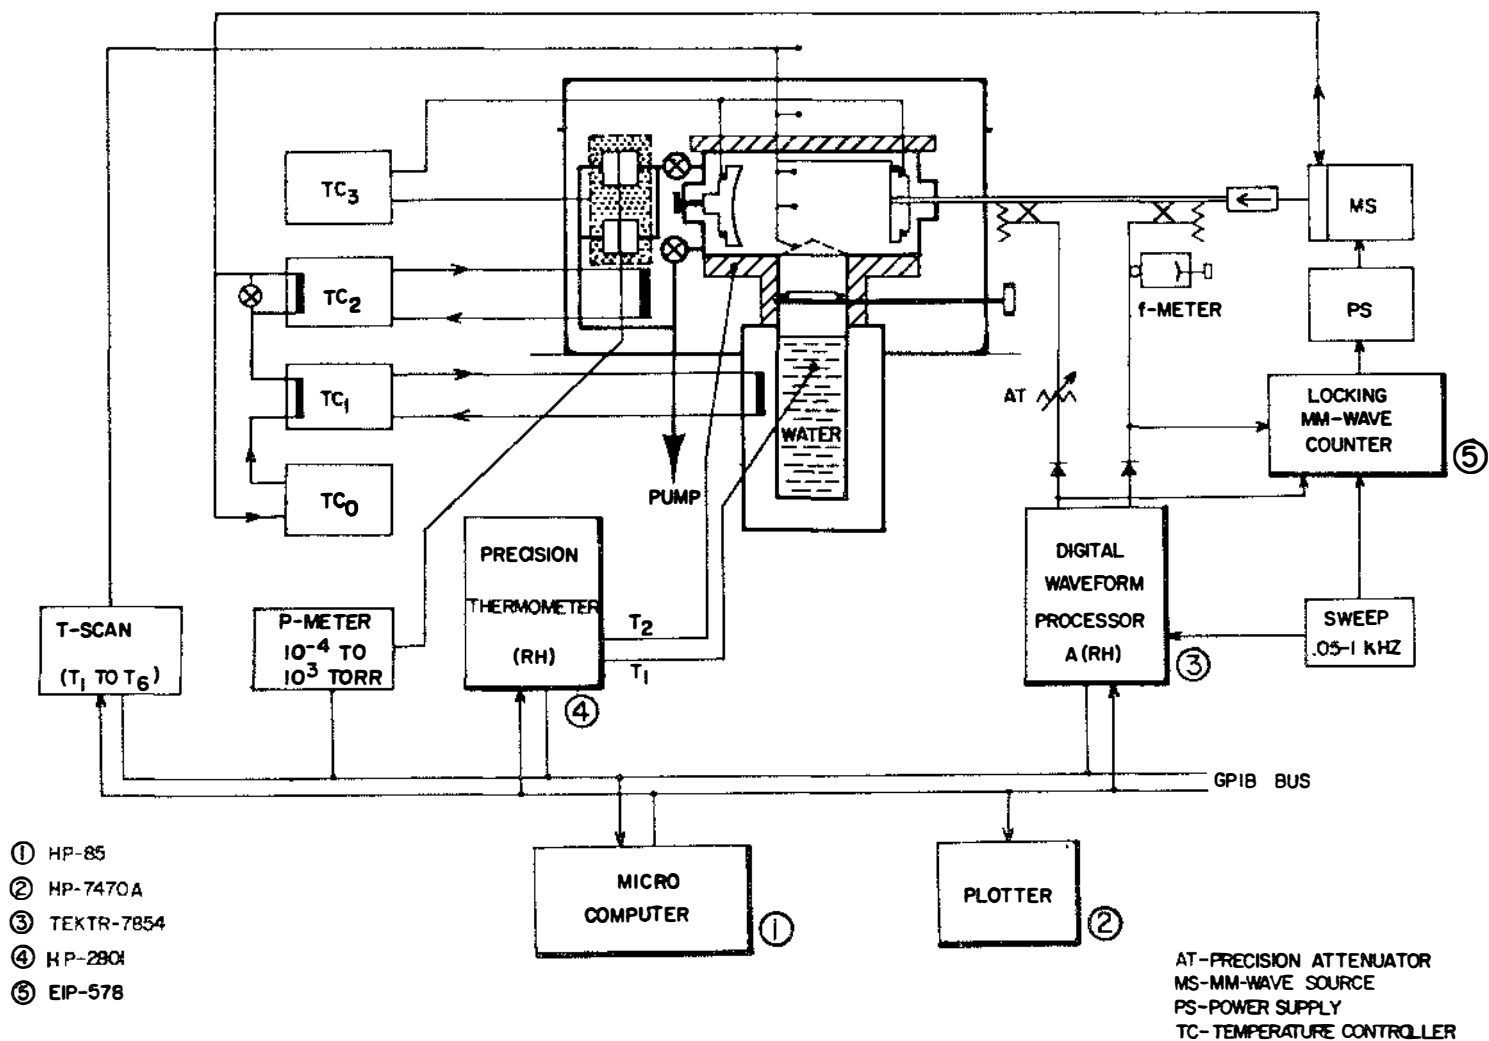 TC3
MS
TC2
f-METER
PS
TC1
AT
LOCKING
MM-WAVE
COUNTER
5
WATER
TC0
PUMP
PRECISION
THERMOMETER
(RH)
T2
T1
4
DIGITAL
WAVEFORM
PROCESSOR
A (RH)
3
SWEEP
.05-1 KHZ
T-SCAN
(T1 TO T6)
P-METER
10-4 TO
103 TORR
GPIB BUS
MICRO
COMPUTER
1
PLOTTER
2
1 HP-85
2 HP-7470A
3 TEKTR-7854
4 HP-2801
5 EIP-578
AT-PRECISION ATTENUATOR
MS-MM-WAVE SOURCE
PS-POWER SUPPLY
TC-TEMPERATURE CONTROLLER